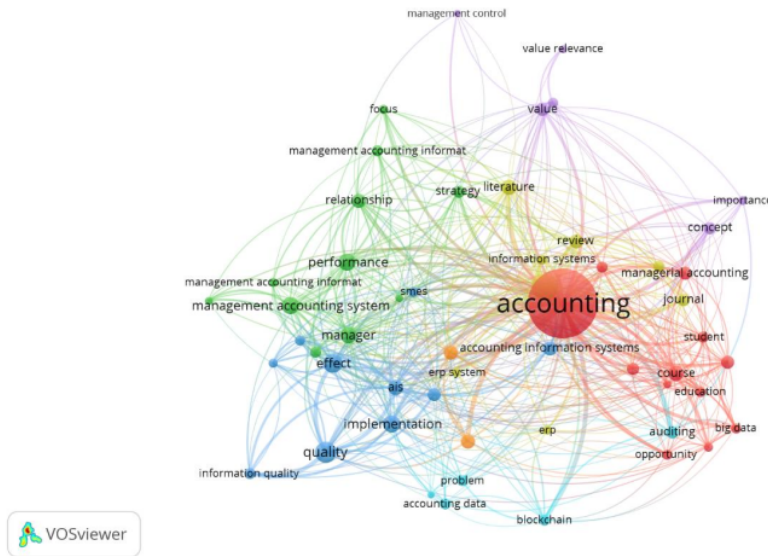 management control
value relevance
focus
value
management accounting informat
relationship
strategy
literature
importance
concept
review
information systems
performance
managerial accounting
management accounting informat
smes
management accounting system
accounting
journal
manager
student
accounting information systems
effect
erp system
course
ais
education
implementation
erp
auditing
big data
quality
opportunity
information quality
problem
accounting data
blockchain
VOSviewer